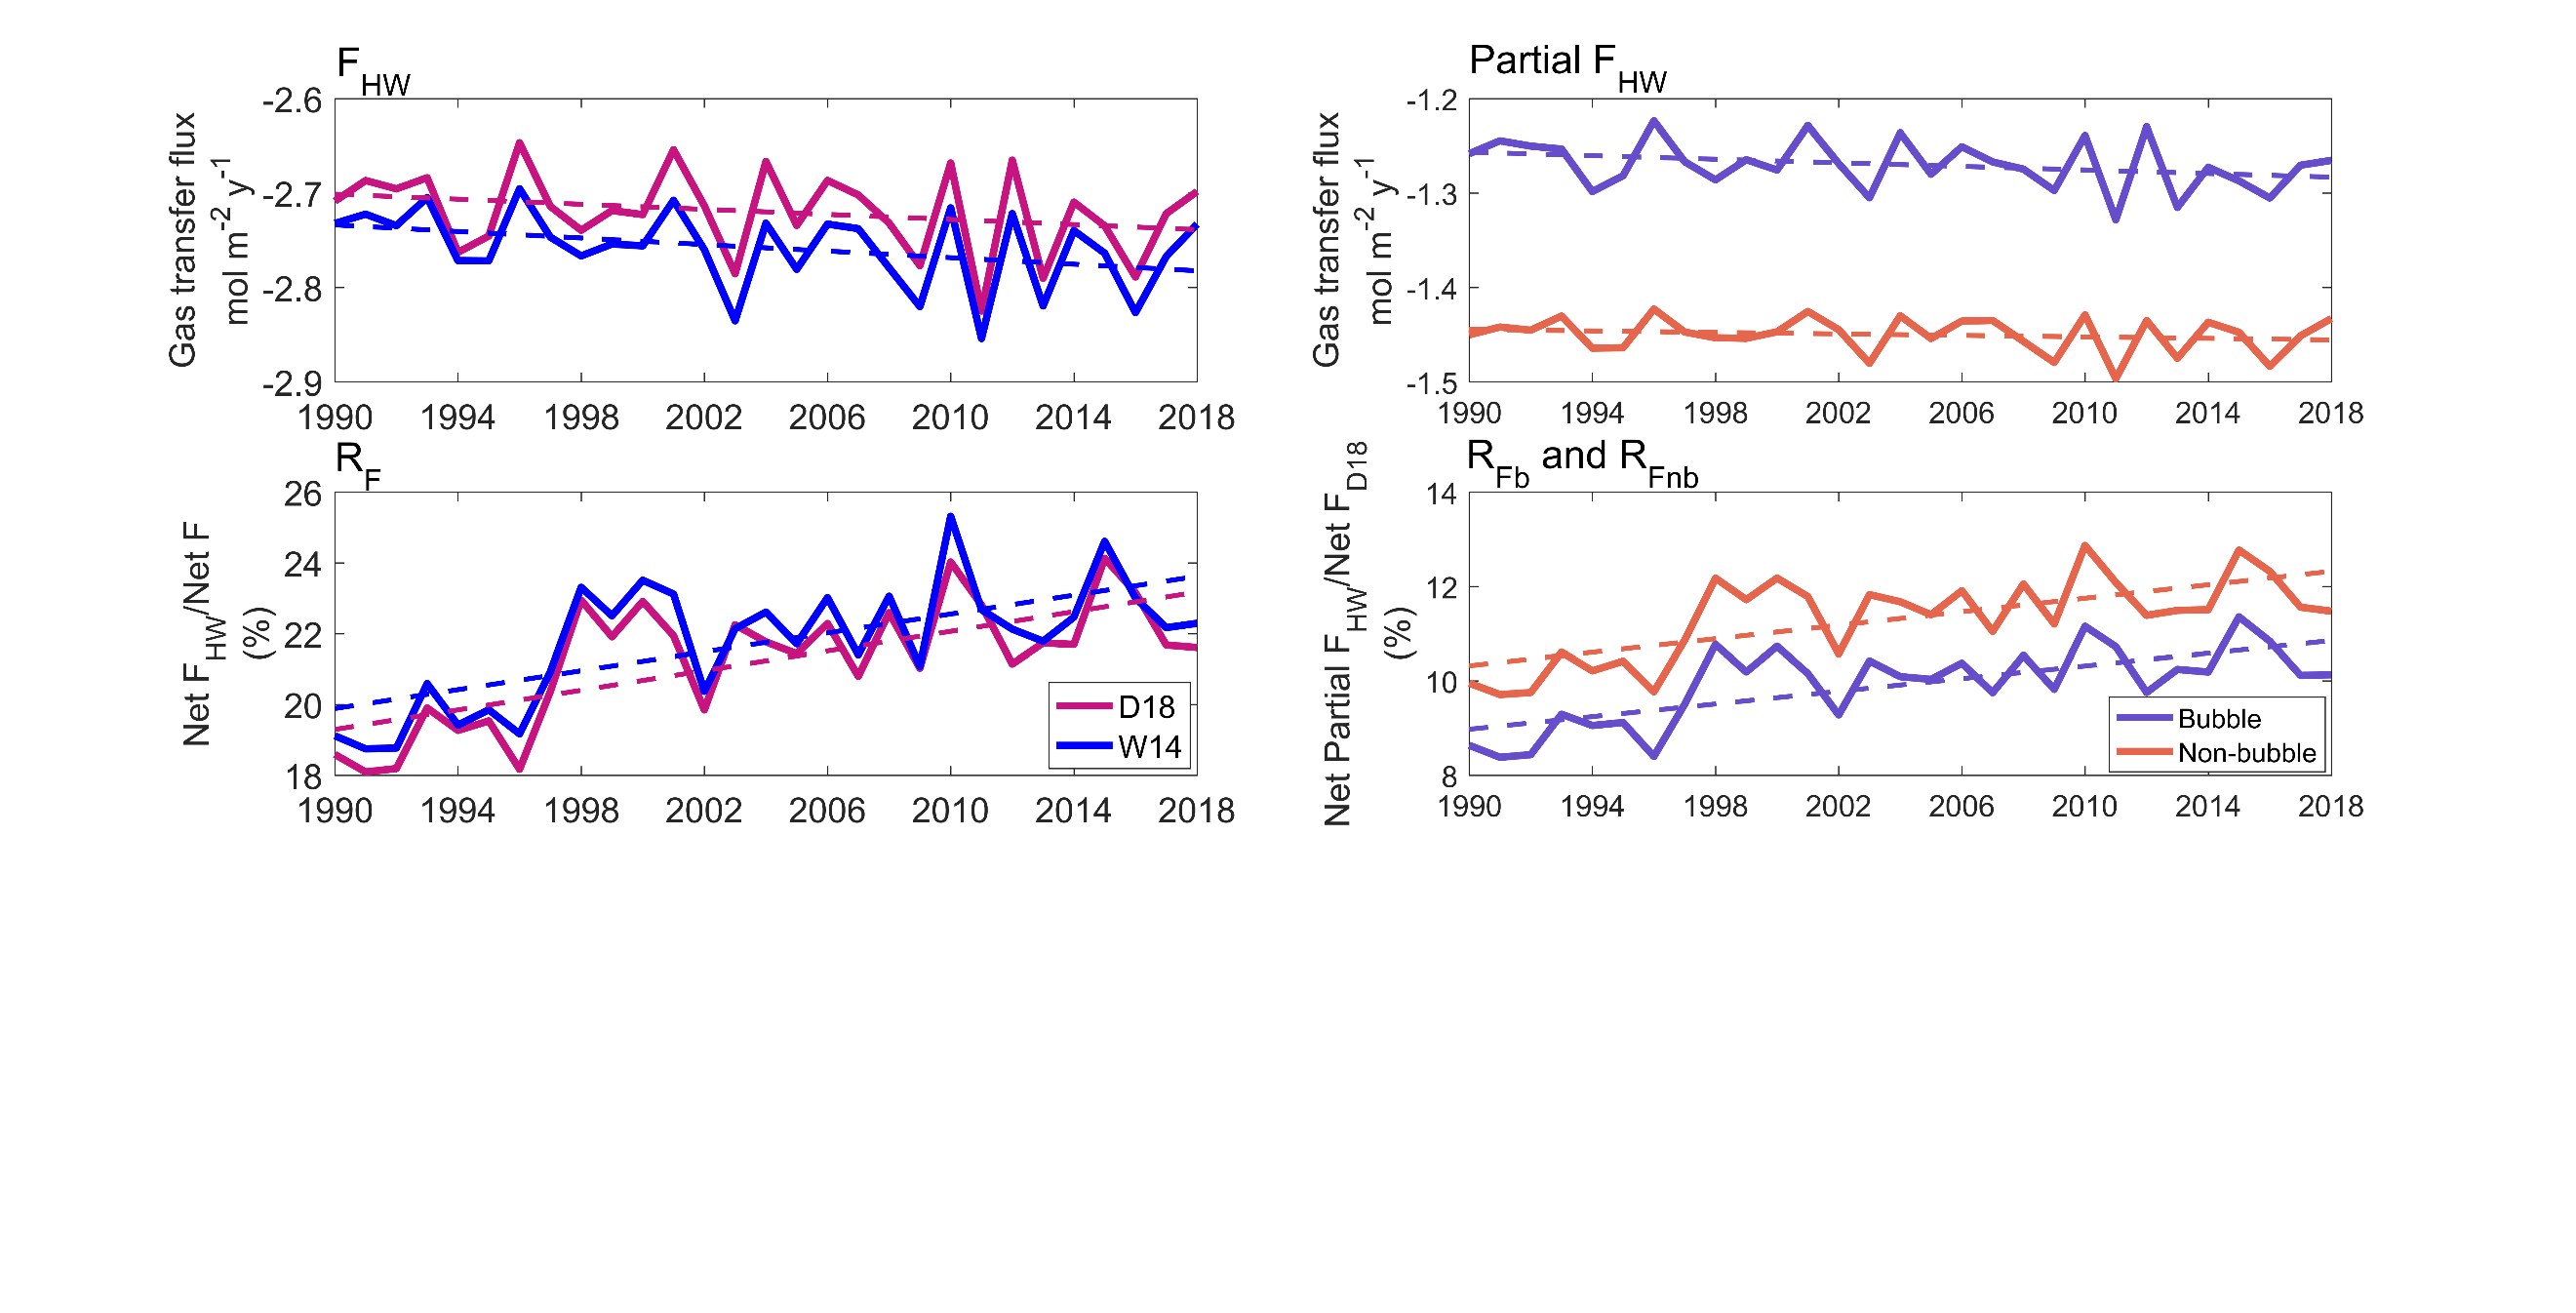 F_HW
Gas transfer flux
mol m^-2 y^-1
-2.6
-2.7
-2.8
-2.9
1990 1994 1998 2002 2006 2010 2014 2018
Partial F_HW
Gas transfer flux
mol m^-2 y^-1
-1.2
-1.3
-1.4
-1.5
1990 1994 1998 2002 2006 2010 2014 2018
R_F
Net F_HW/Net F
(%)
26
24
22
20
18
D18
W14
1990 1994 1998 2002 2006 2010 2014 2018
R_Fb and R_Fnb
Net Partial F_HW/Net F_D18
(%)
14
12
10
8
Bubble
Non-bubble
1990 1994 1998 2002 2006 2010 2014 2018